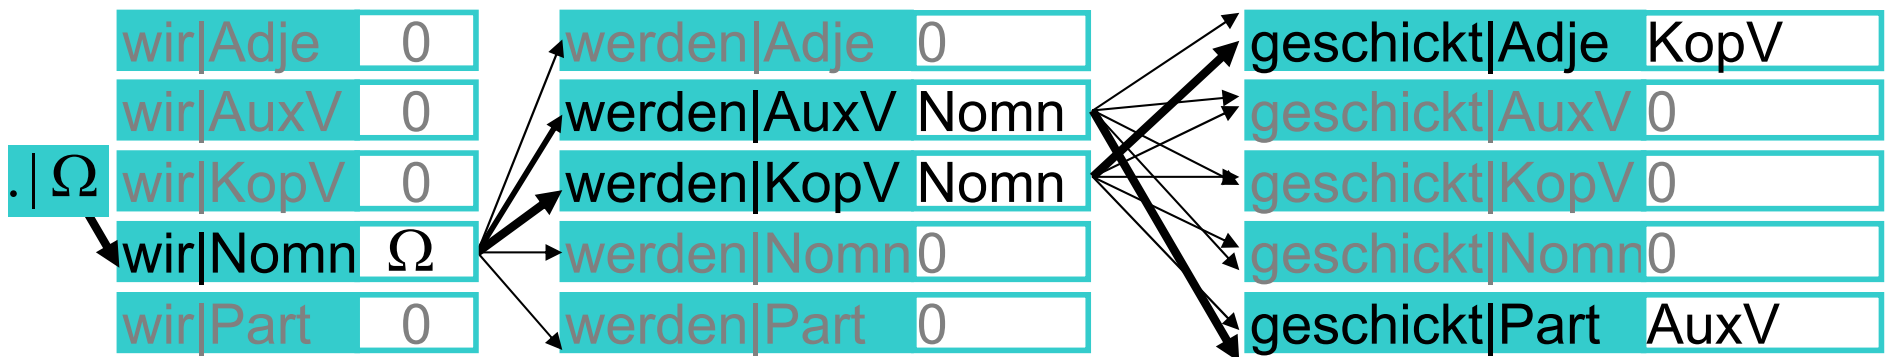 wir|Adje 0 werden|Adje 0 geschickt|Adje KopV
wir|AuxV 0 werden|AuxV Nomn geschickt|AuxV 0
.|Ω wir|KopV 0 werden|KopV Nomn geschickt|KopV 0
wir|Nomn Ω werden|Nomn 0 geschickt|Nomn 0
wir|Part 0 werden|Part 0 geschickt|Part AuxV